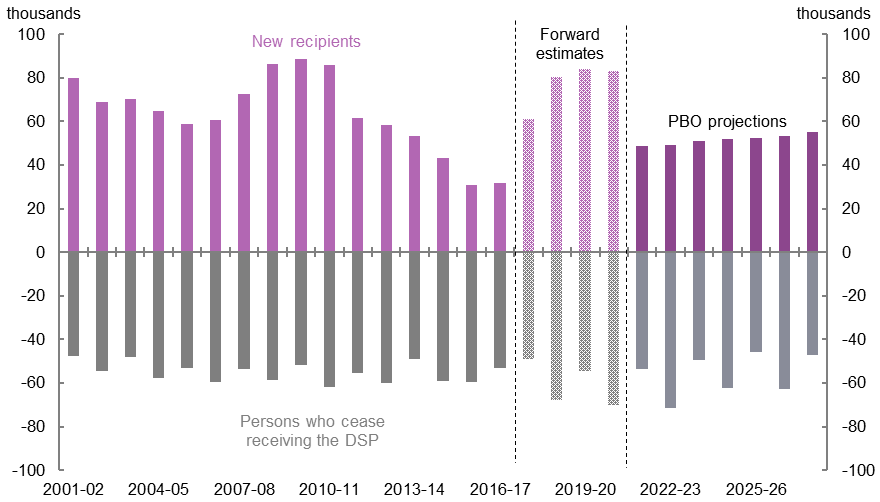 thousands
thousands
100
80
60
40
20
0
-20
-40
-60
-80
-100
New recipients
Forward
estimates
PBO projections
Persons who cease
receiving the DSP
100
80
60
40
20
0
-20
-40
-60
-80
-100
2001-02 2004-05 2007-08 2010-11 2013-14 2016-17 2019-20 2022-23 2025-26